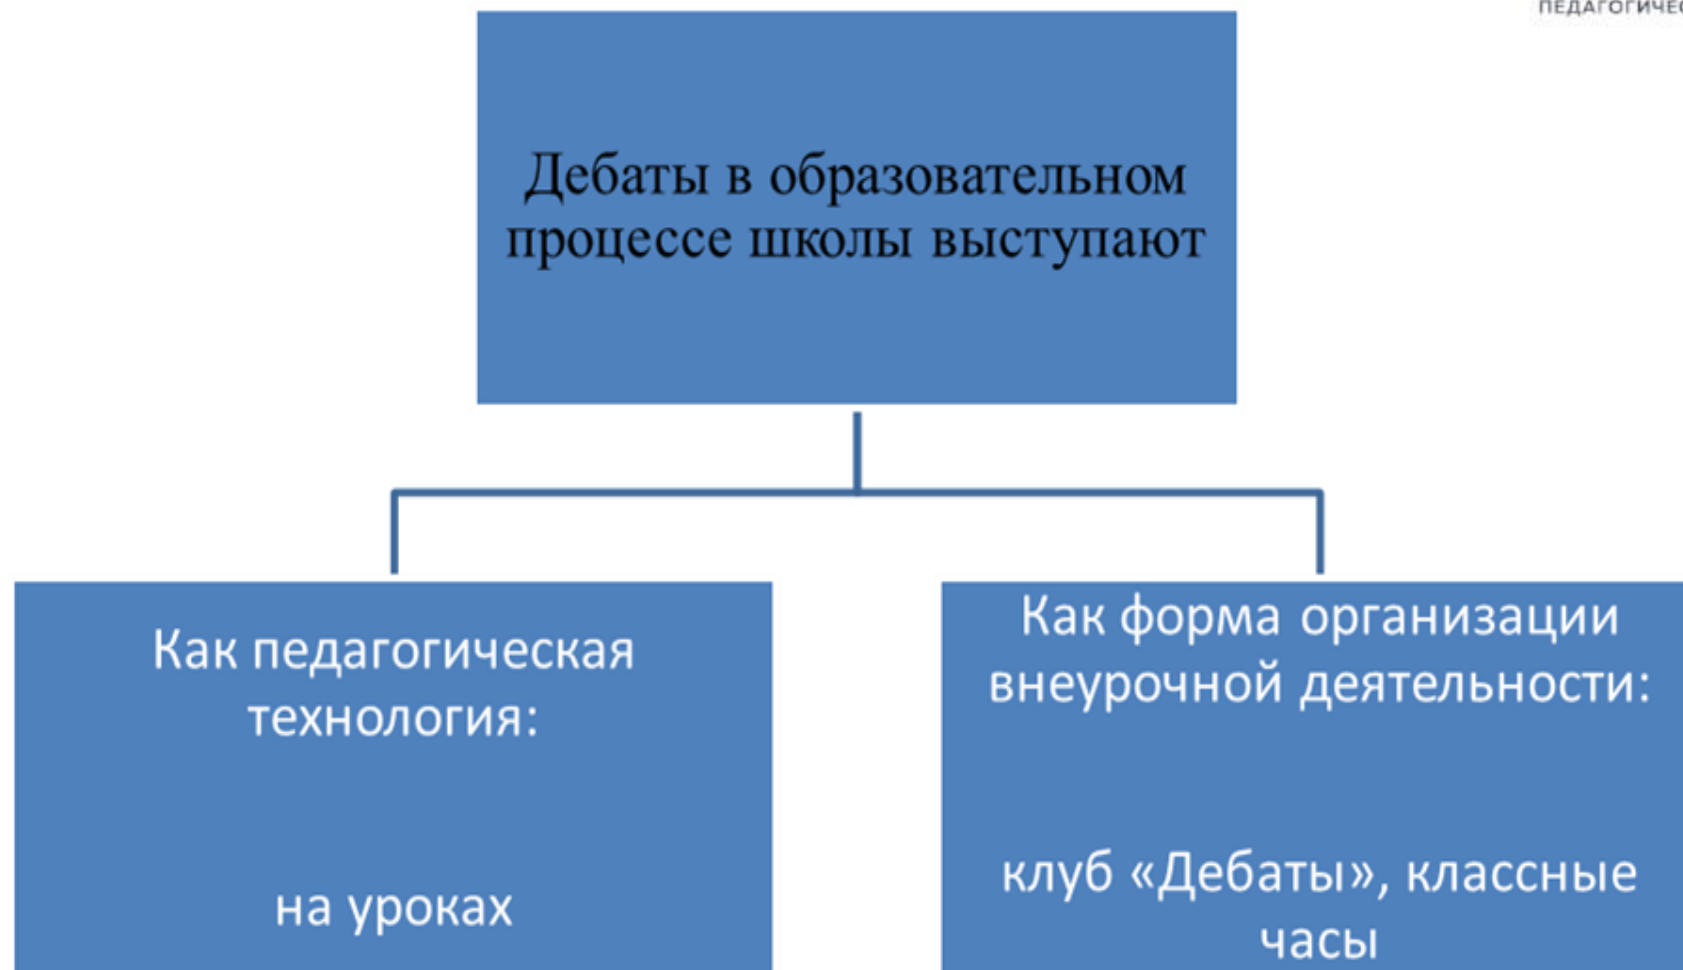 Дебаты в образовательном
процессе школы выступают
Как педагогическая
технология:
на уроках
Как форма организации
внеурочной деятельности:
клуб «Дебаты», классные
часы